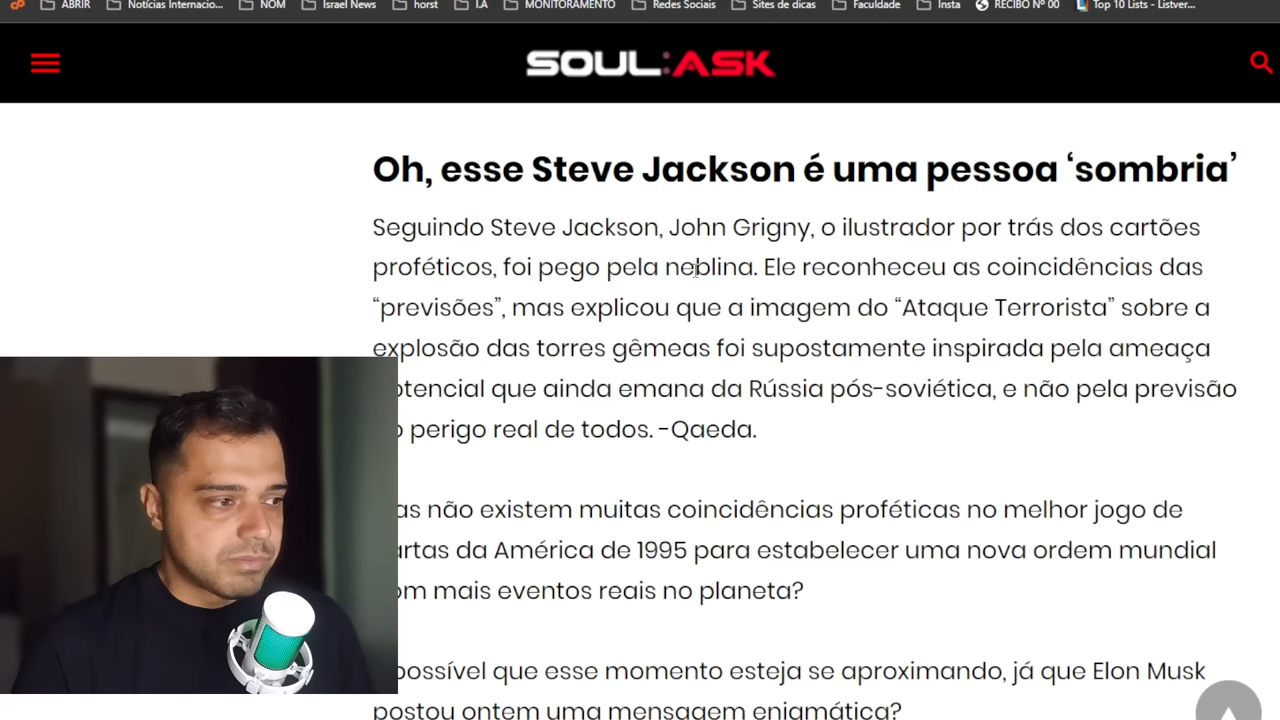 ABRIR Notícias Internacio... NOM Israel News horst I.A MONITORAMENTO Redes Sociais Sites de dicas Faculdade Insta RECIBO Nº 00 Top 10 Lists - Listver...
SOUL:ASK
Oh, esse Steve Jackson é uma pessoa ‘sombria’
Seguindo Steve Jackson, John Grigny, o ilustrador por trás dos cartões
proféticos, foi pego pela neblina. Ele reconheceu as coincidências das
“previsões”, mas explicou que a imagem do “Ataque Terrorista” sobre a
explosão das torres gêmeas foi supostamente inspirada pela ameaça
otencial que ainda emana da Rússia pós-soviética, e não pela previsão
perigo real de todos. -Qaeda.
as não existem muitas coincidências proféticas no melhor jogo de
artas da América de 1995 para estabelecer uma nova ordem mundial
om mais eventos reais no planeta?
possível que esse momento esteja se aproximando, já que Elon Musk
postou ontem uma mensagem enigmática?